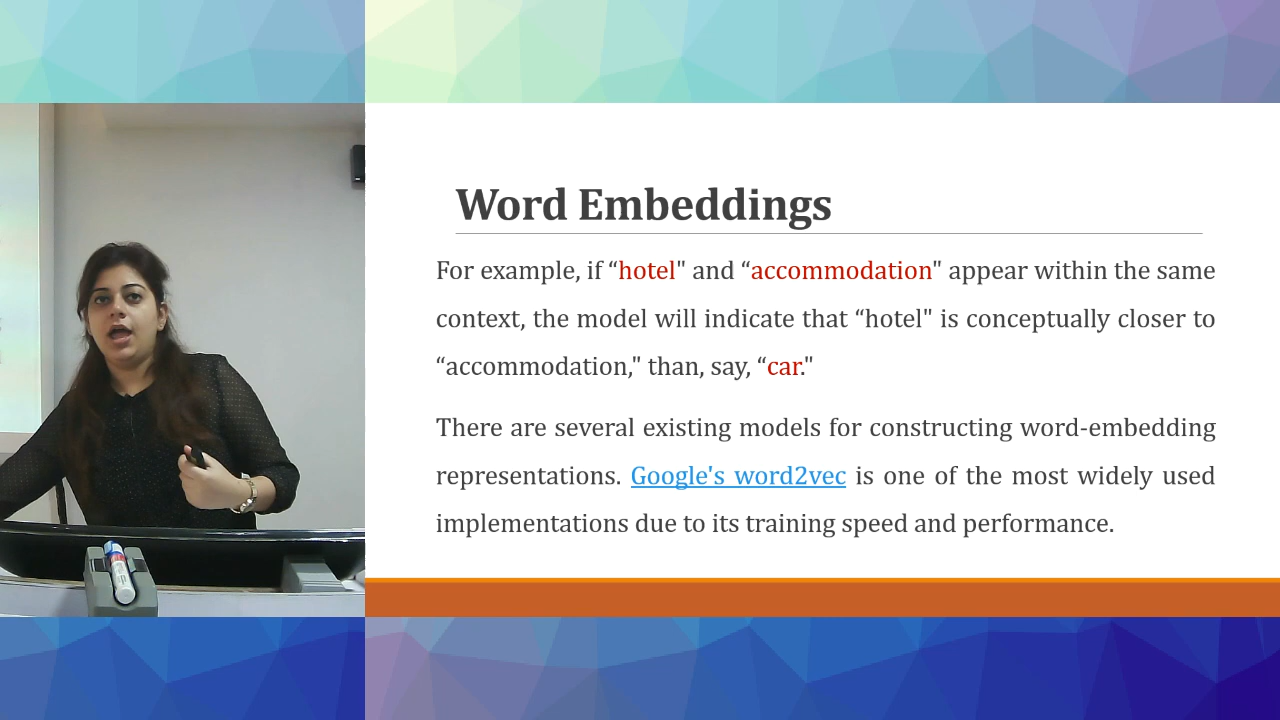 Word Embeddings
For example, if “hotel" and “accommodation" appear within the same
context, the model will indicate that “hotel" is conceptually closer to
“accommodation," than, say, “car."
There are several existing models for constructing word-embedding
representations. Google's word2vec is one of the most widely used
implementations due to its training speed and performance.